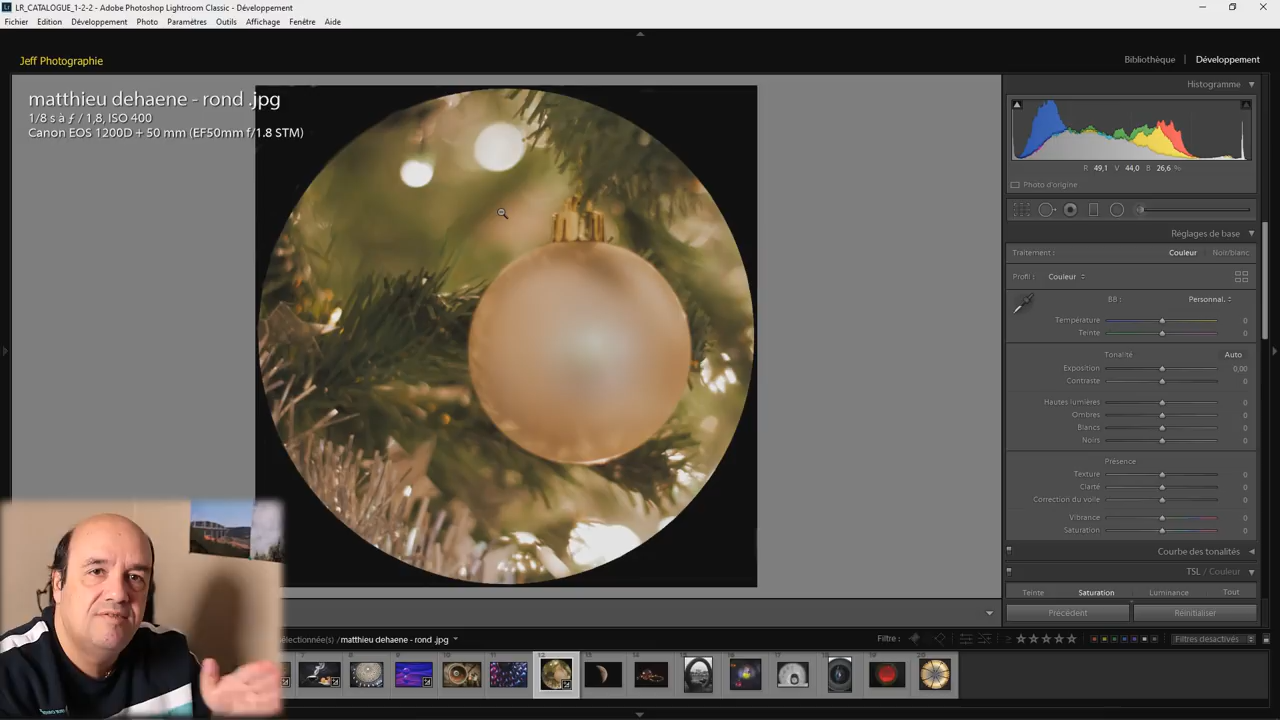 LR_CATALOGUE_1-2-2 - Adobe Photoshop Lightroom Classic - Développement
Fichier Edition Développement Photo Paramètres Outils Affichage Fenêtre Aide
Jeff Photographie
Bibliothèque | Développement
matthieu dehaene - rond .jpg
1/8 s à ƒ / 1,8, ISO 400
Canon EOS 1200D + 50 mm (EF50mm f/1.8 STM)
Histogramme
R 49,1 V 44,0 B 26,6 %
Photo d'origine
Réglages de base
Traitement : Couleur Noir/blanc
Profil : Couleur
BB : Personnal.
Température 0
Teinte 0
Tonalité Auto
Exposition 0,00
Contraste 0
Hautes lumières 0
Ombres 0
Blancs 0
Noirs 0
Présence
Texture 0
Clarté 0
Correction du voile 0
Vibrance 0
Saturation 0
Courbe des tonalités
TSL / Couleur
Teinte Saturation Luminance Tout
Précédent Réinitialiser
sélectionnée(s) /matthieu dehaene - rond .jpg
Filtre : Filtres désactivés